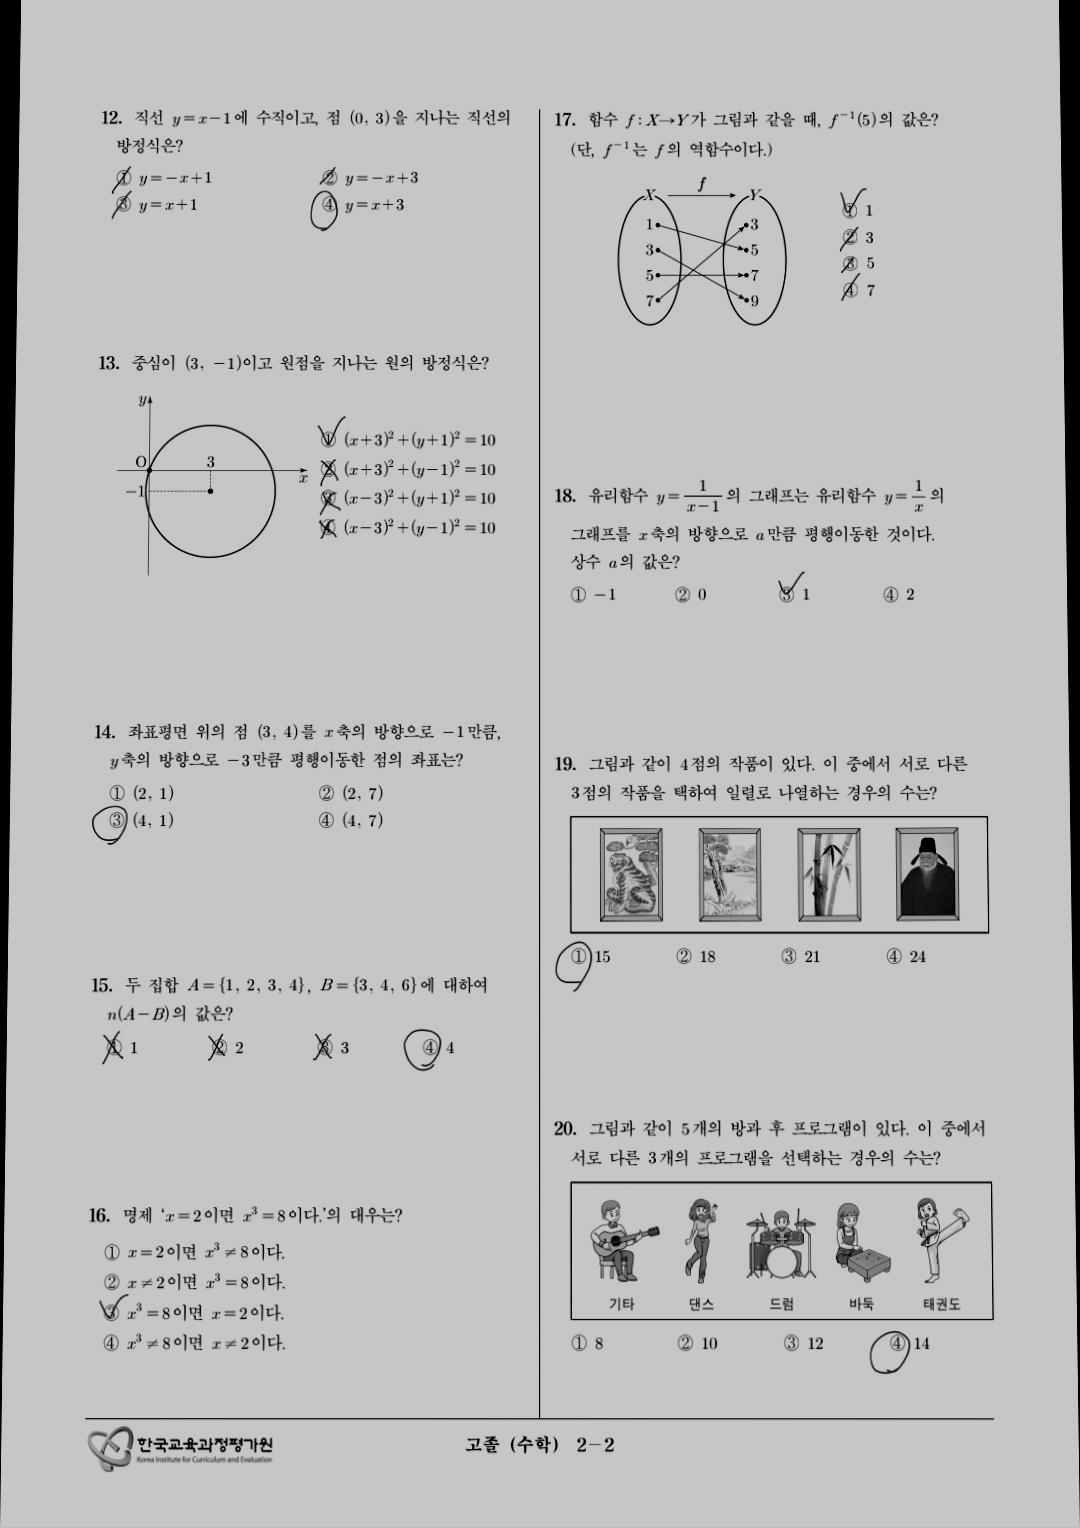 12. 직선 y=x-1에 수직이고, 점 (0, 3)을 지나는 직선의
방정식은?
① y=-x+1 ② y=-x+3
③ y=x+1 ④ y=x+3
13. 중심이 (3, -1)이고 원점을 지나는 원의 방정식은?
y
O 3 x
-1
① (x+3)²+(y+1)²=10
② (x+3)²+(y-1)²=10
③ (x-3)²+(y+1)²=10
④ (x-3)²+(y-1)²=10
14. 좌표평면 위의 점 (3, 4)를 x축의 방향으로 -1만큼,
y축의 방향으로 -3만큼 평행이동한 점의 좌표는?
① (2, 1) ② (2, 7)
③ (4, 1) ④ (4, 7)
15. 두 집합 A={1, 2, 3, 4}, B={3, 4, 6}에 대하여
n(A-B)의 값은?
① 1 ② 2 ③ 3 ④ 4
16. 명제 ‘x=2이면 x³=8이다.’의 대우는?
① x=2이면 x³≠8이다.
② x≠2이면 x³=8이다.
③ x³=8이면 x=2이다.
④ x³≠8이면 x≠2이다.
17. 함수 f:X→Y가 그림과 같을 때, f⁻¹(5)의 값은?
(단, f⁻¹는 f의 역함수이다.)
X f Y
1 3
3 5
5 7
7 9
① 1
② 3
③ 5
④ 7
18. 유리함수 y=1/(x-1)의 그래프는 유리함수 y=1/x의
그래프를 x축의 방향으로 a만큼 평행이동한 것이다.
상수 a의 값은?
① -1 ② 0 ③ 1 ④ 2
19. 그림과 같이 4점의 작품이 있다. 이 중에서 서로 다른
3점의 작품을 택하여 일렬로 나열하는 경우의 수는?
① 15 ② 18 ③ 21 ④ 24
20. 그림과 같이 5개의 방과 후 프로그램이 있다. 이 중에서
서로 다른 3개의 프로그램을 선택하는 경우의 수는?
기타 댄스 드럼 바둑 태권도
① 8 ② 10 ③ 12 ④ 14
한국교육과정평가원
Korea Institute for Curriculum and Evaluation
고졸 (수학) 2-2